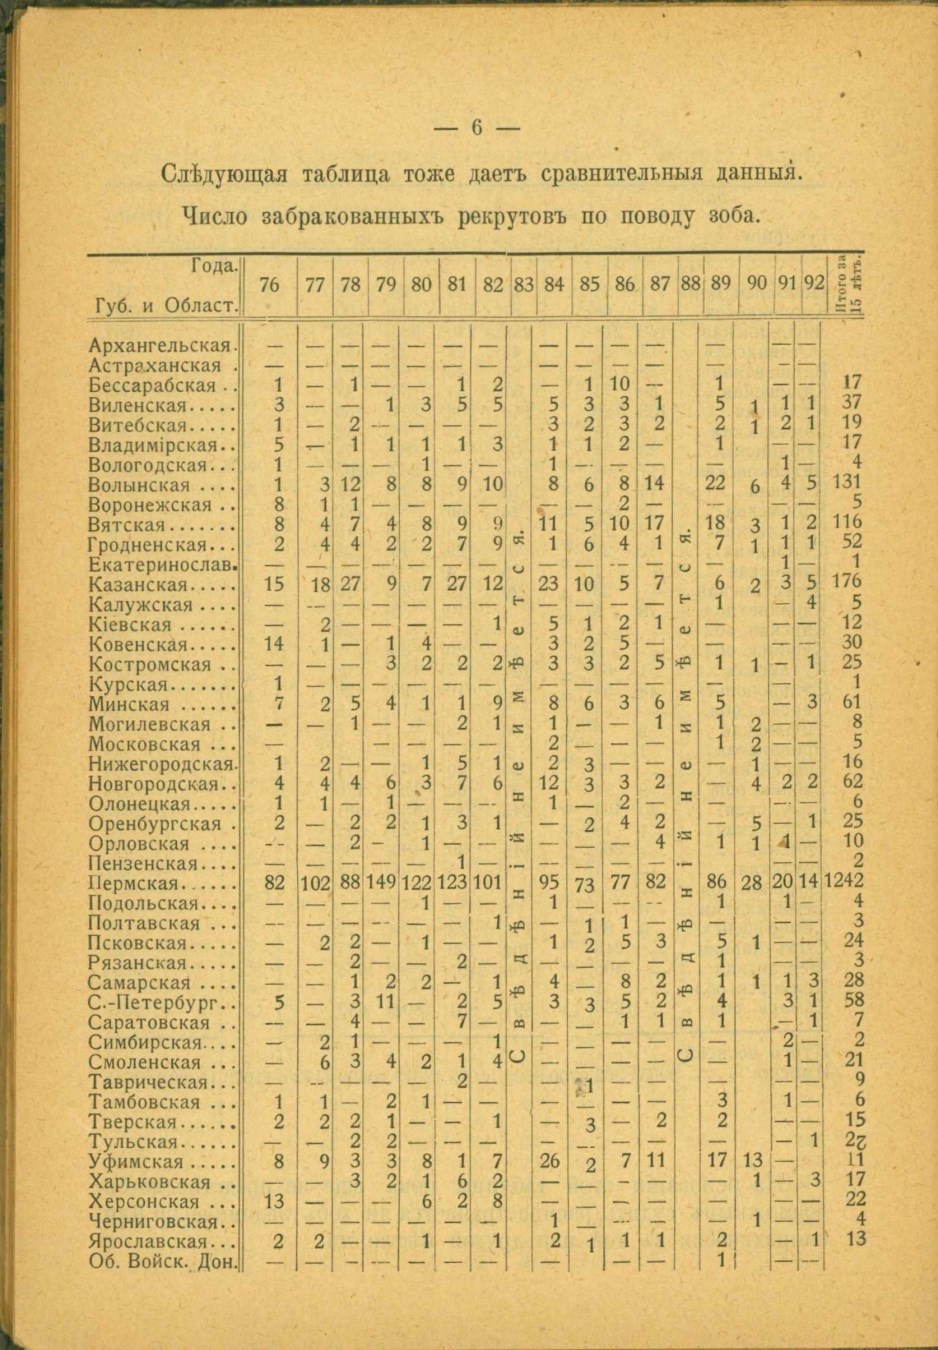 — 6 —
Слѣдующая таблица тоже даетъ сравнительныя данныя.
Число забракованныхъ рекрутовъ по поводу зоба.
Года. Губ. и Област. 76 77 78 79 80 81 82 83 84 85 86 87 88 89 90 91 92 Итого за 15 лѣтъ.
Архангельская. — — — — — — — — — — — — — —
Астраханская . — — — — — — — — — — — — — —
Бессарабская .. 1 — 1 — — 1 2 — 1 10 — 1 — — 17
Виленская..... 3 — — 1 3 5 5 5 3 3 1 5 1 1 1 37
Витебская..... 1 — 2 — — — — 3 2 3 2 2 1 2 1 19
Владимірская.. 5 — 1 1 1 1 3 1 1 2 — 1 — — 17
Вологодская... 1 — — — 1 — — 1 — — — — 1 — 4
Волынская .... 1 3 12 8 8 9 10 8 6 8 14 22 6 4 5 131
Воронежская .. 8 1 1 — — — — — — 2 — — — — 5
Вятская....... 8 4 7 4 8 9 9 11 5 10 17 18 3 1 2 116
Гродненская... 2 4 4 2 2 7 9 1 6 4 1 7 1 1 1 52
Екатеринослав. — — — — — — — — — — — — 1 — 1
Казанская..... 15 18 27 9 7 27 12 23 10 5 7 6 2 3 5 176
Калужская .... — — — — — — — — — — — 1 — 4 5
Кіевская ...... — 2 — — — — 1 5 1 2 1 — — — 12
Ковенская..... 14 1 — 1 4 — — 3 2 5 — — — — 30
Костромская .. — — — 3 2 2 2 3 3 2 5 1 1 — 1 25
Курская....... 1 — — — — — — — — — — — — — 1
Минская ...... 7 2 5 4 1 1 9 8 6 3 6 5 — 3 61
Могилевская .. — — 1 — — 2 1 1 — — 1 1 2 — — 8
Московская ... — — — — — — 2 — — — 1 2 — — 5
Нижегородская. 1 2 — — 1 5 1 2 3 — — — 1 — — 16
Новгородская.. 4 4 4 6 3 7 6 12 3 3 2 — 4 2 2 62
Олонецкая..... 1 1 — 1 — — — 1 — 2 — — — — 6
Оренбургская . 2 — 2 2 1 3 1 — 2 4 2 — 5 — 1 25
Орловская .... — — 2 — 1 — — — — — 4 1 1 1 — 10
Пензенская.... — — — — — 1 — — — — — — — — 2
Пермская...... 82 102 88 149 122 123 101 95 73 77 82 86 28 20 14 1242
Подольская.... — — — — 1 — — 1 — — — 1 1 — 4
Полтавская ... — — — — — — 1 — 1 1 — — — — 3
Псковская..... — 2 2 — 1 — — 1 2 5 3 5 1 — — 24
Рязанская..... — — 2 — — 2 — — — — — 1 — — 3
Самарская .... — — 1 2 2 — 1 4 — 8 2 1 1 1 3 28
С.-Петербург.. 5 — 3 11 — 2 5 3 3 5 2 4 3 1 58
Саратовская .. — — 4 — — 7 — — — 1 1 1 — 1 7
Симбирская.... — 2 1 — — — 1 — — — — — 2 — 2
Смоленская ... — 6 3 4 2 1 4 — — — — — 1 — 21
Таврическая... — — — — — 2 — — 1 — — — — — 9
Тамбовская ... 1 1 — 2 1 — — — — — — 3 1 — 6
Тверская...... 2 2 2 1 — — 1 — 3 — 2 2 — — 15
Тульская...... — — 2 2 — — — — — — — — — 1
Уфимская ..... 8 9 3 3 8 1 7 26 2 7 11 17 13 — 11
Харьковская .. — — 3 2 1 6 2 — — — — — 1 — 3 17
Херсонская ... 13 — — — 6 2 8 — — — — — — — 22
Черниговская.. — — — — — — — 1 — — — — 1 — — 4
Ярославская... 2 2 — — 1 — 1 2 1 1 1 2 — 1 13
Об. Войск. Дон. — — — — — — — — — — — 1 — —
Свѣдѣній не имѣется.
Свѣдѣній не имѣется.